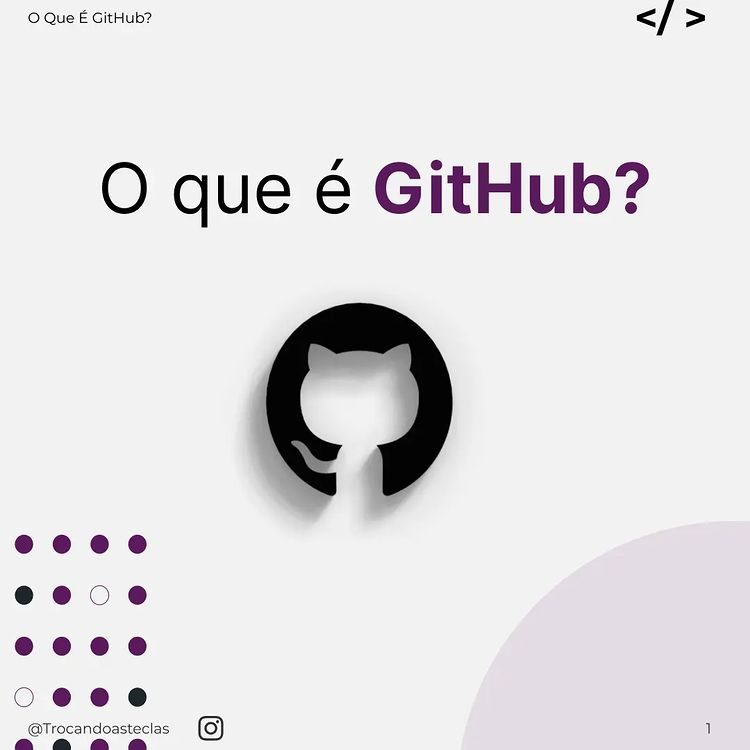 O Que É GitHub?
</>
O que é GitHub?
@Trocandoasteclas
1